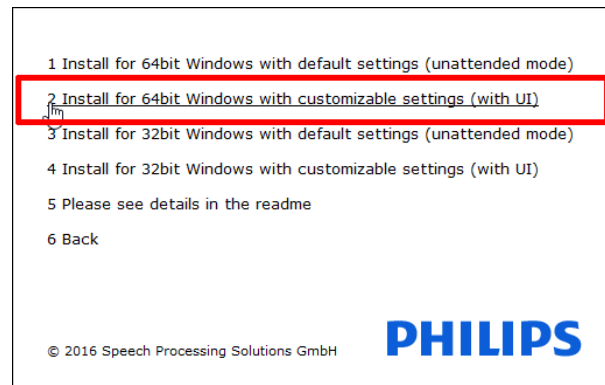 1 Install for 64bit Windows with default settings (unattended mode)
2 Install for 64bit Windows with customizable settings (with UI)
3 Install for 32bit Windows with default settings (unattended mode)
4 Install for 32bit Windows with customizable settings (with UI)
5 Please see details in the readme
6 Back
© 2016 Speech Processing Solutions GmbH
PHILIPS